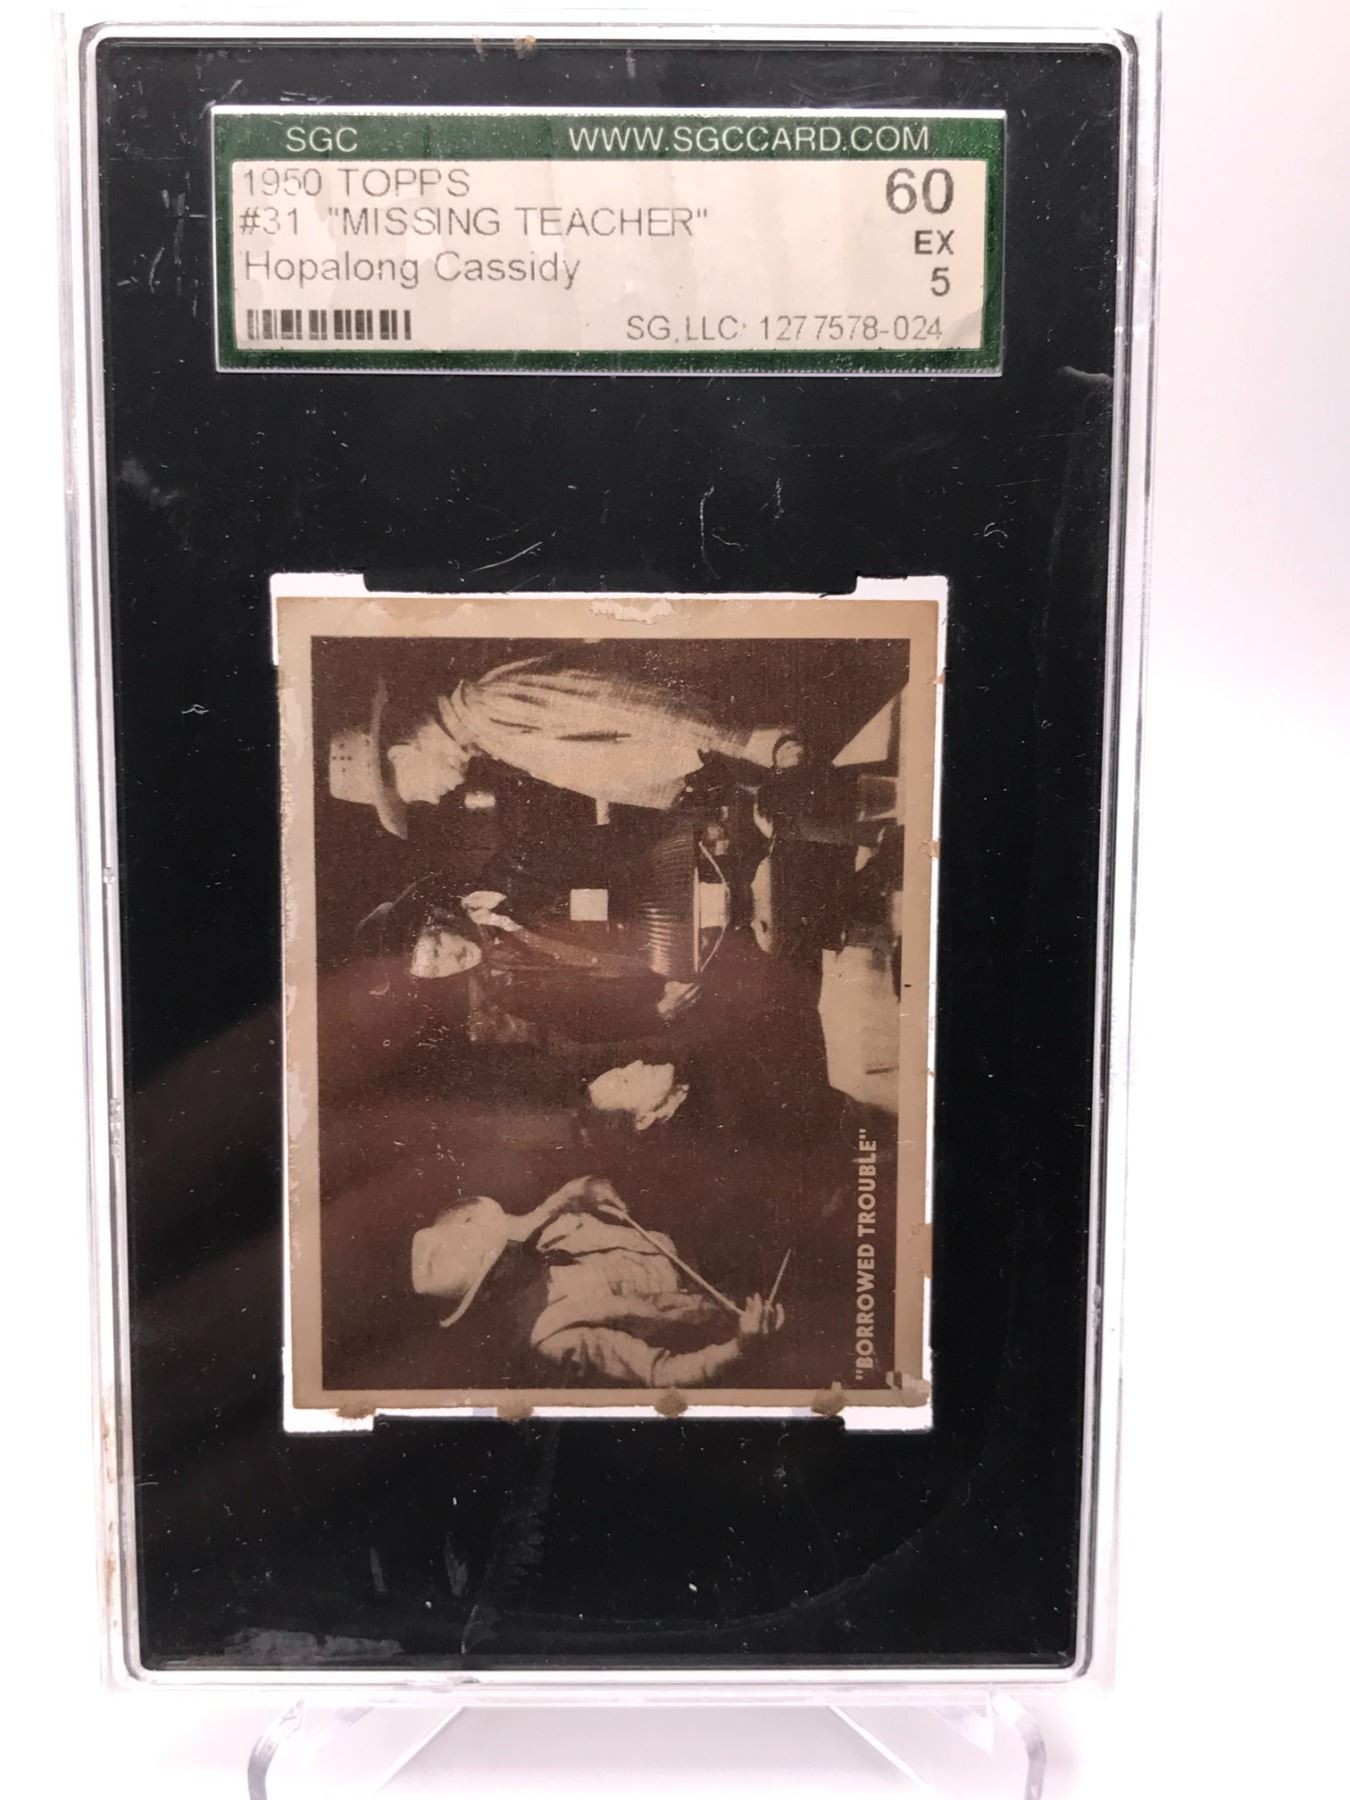 SGC WWW.SGCCARD.COM
1950 TOPPS 60
#31 "MISSING TEACHER" EX
Hopalong Cassidy 5
SG, LLC 1277578-024
"BORROWED TROUBLE"